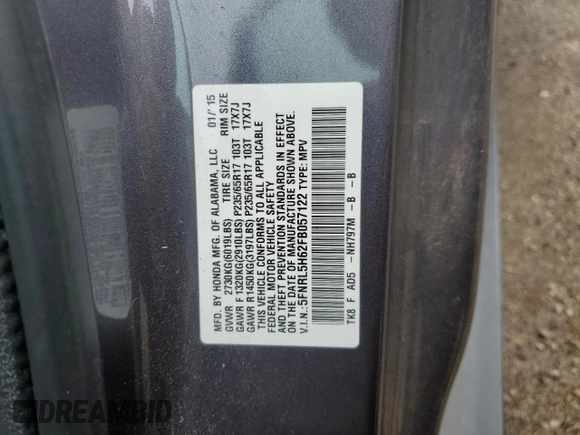 MFD. BY HONDA MFG. OF ALABAMA, LLC 01/'15
GVWR 2730KG(6019LBS) TIRE SIZE RIM SIZE
GAWR F 1320KG(2910LBS) P235/65R17 103T 17X7J
GAWR R 1450KG(3197LBS) P235/65R17 103T 17X7J
THIS VEHICLE CONFORMS TO ALL APPLICABLE
FEDERAL MOTOR VEHICLE SAFETY
AND THEFT PREVENTION STANDARDS IN EFFECT
ON THE DATE OF MANUFACTURE SHOWN ABOVE.
V.I.N.: 5FNRL5H62FB057122 TYPE: MPV
TK8 F AD5 -NH797M -B -B
DREAMBID